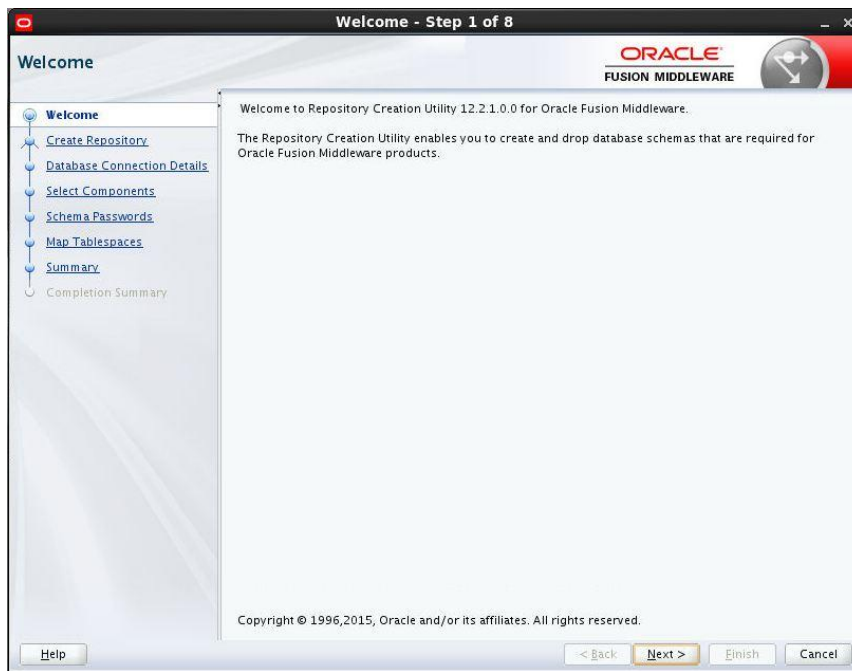 Welcome - Step 1 of 8
Welcome
ORACLE
FUSION MIDDLEWARE
Welcome
Create Repository
Database Connection Details
Select Components
Schema Passwords
Map Tablespaces
Summary
Completion Summary
Welcome to Repository Creation Utility 12.2.1.0.0 for Oracle Fusion Middleware.
The Repository Creation Utility enables you to create and drop database schemas that are required for
Oracle Fusion Middleware products.
Copyright © 1996,2015, Oracle and/or its affiliates. All rights reserved.
Help
< Back
Next >
Finish
Cancel